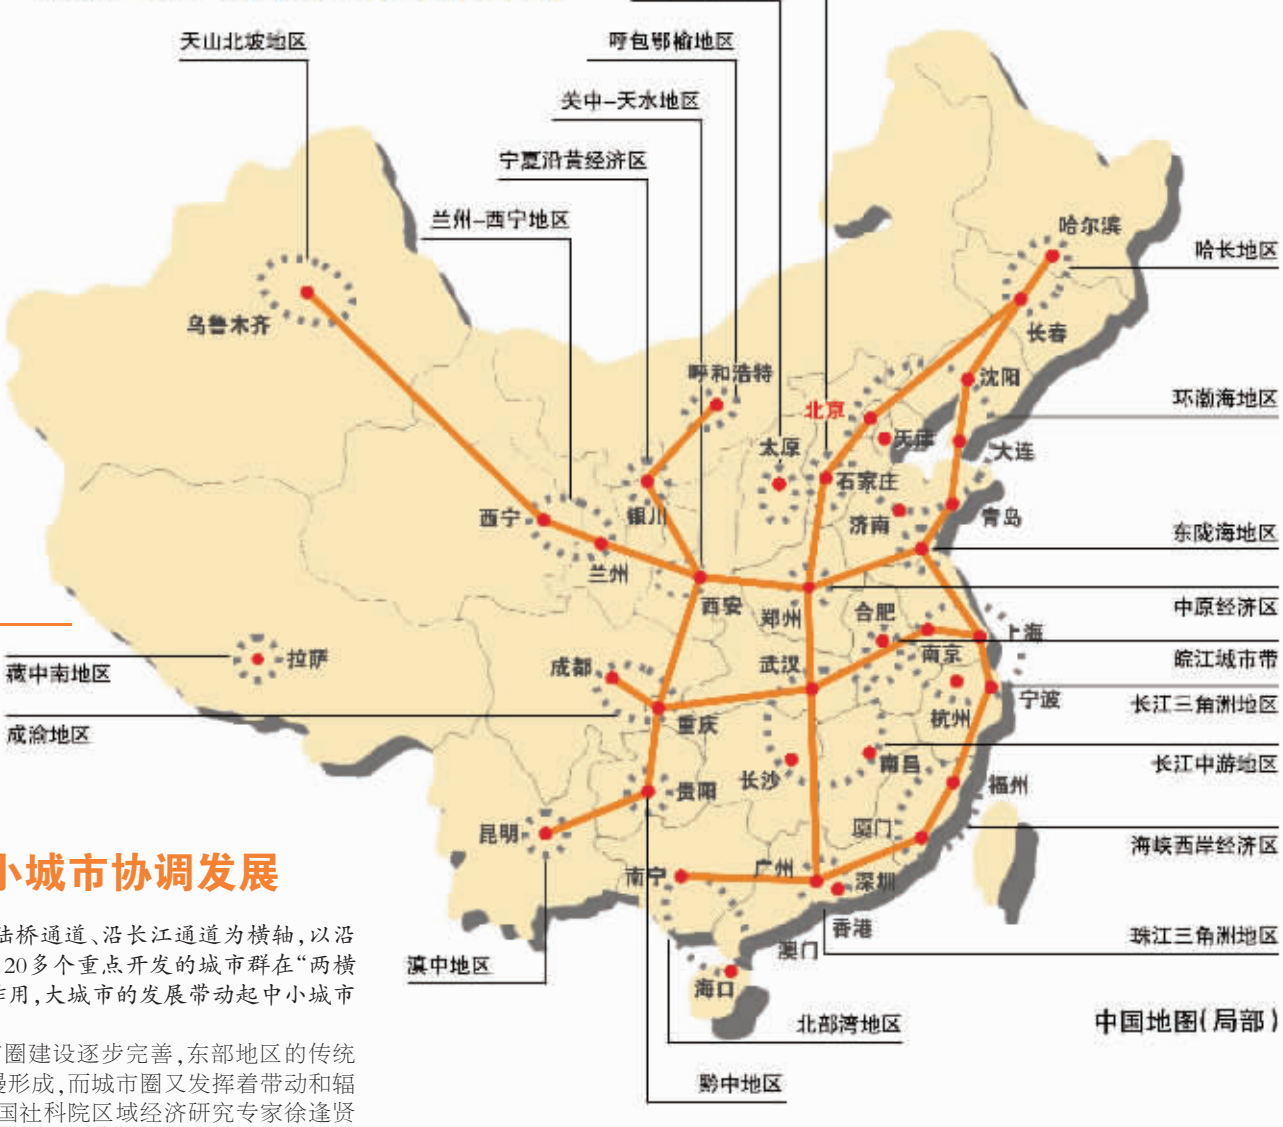 天山北坡地区
呼包鄂榆地区
关中-天水地区
宁夏沿黄经济区
兰州-西宁地区
哈尔滨
哈长地区
乌鲁木齐
长春
呼和浩特
沈阳
北京
环渤海地区
天津
太原
大连
石家庄
西宁
银川
济南
青岛
东陇海地区
兰州
西安
郑州
合肥
中原经济区
上海
拉萨
成都
武汉
南京
皖江城市带
藏中南地区
宁波
重庆
杭州
长江三角洲地区
成渝地区
南昌
长江中游地区
长沙
贵阳
福州
昆明
厦门
海峡西岸经济区
小城市协调发展
南宁
广州
深圳
陆桥通道、沿长江通道为横轴,以沿
香港
珠江三角洲地区
20多个重点开发的城市群在“两横
澳门
滇中地区
作用,大城市的发展带动起中小城市
海口
北部湾地区
中国地图(局部)
市圈建设逐步完善,东部地区的传统
慢形成,而城市圈又发挥着带动和辐
黔中地区
国社科院区域经济研究专家徐逢贤